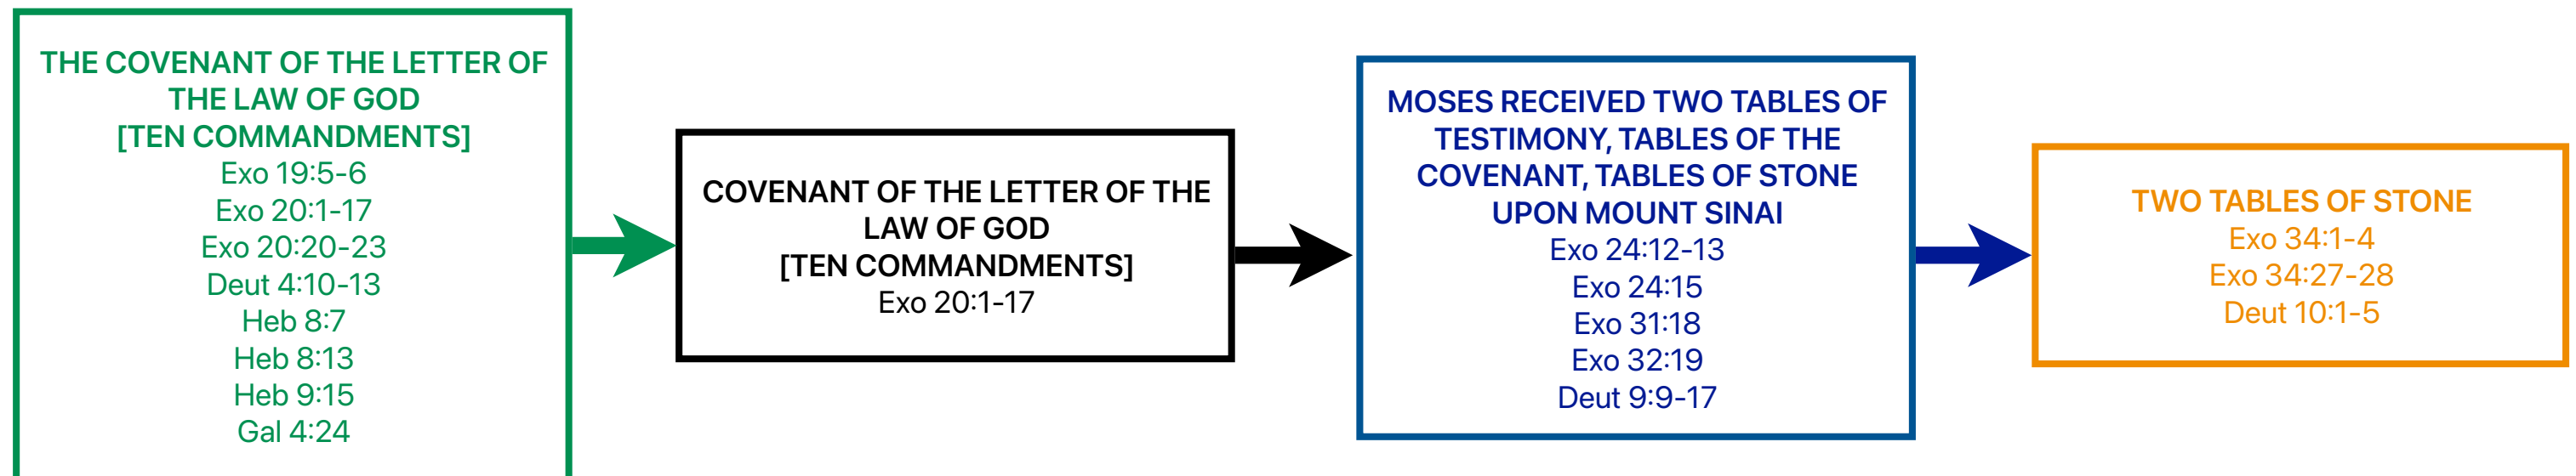 THE COVENANT OF THE LETTER OF
THE LAW OF GOD
[TEN COMMANDMENTS]
Exo 19:5-6
Exo 20:1-17
Exo 20:20-23
Deut 4:10-13
Heb 8:7
Heb 8:13
Heb 9:15
Gal 4:24
COVENANT OF THE LETTER OF THE
LAW OF GOD
[TEN COMMANDMENTS]
Exo 20:1-17
MOSES RECEIVED TWO TABLES OF
TESTIMONY, TABLES OF THE
COVENANT, TABLES OF STONE
UPON MOUNT SINAI
Exo 24:12-13
Exo 24:15
Exo 31:18
Exo 32:19
Deut 9:9-17
TWO TABLES OF STONE
Exo 34:1-4
Exo 34:27-28
Deut 10:1-5